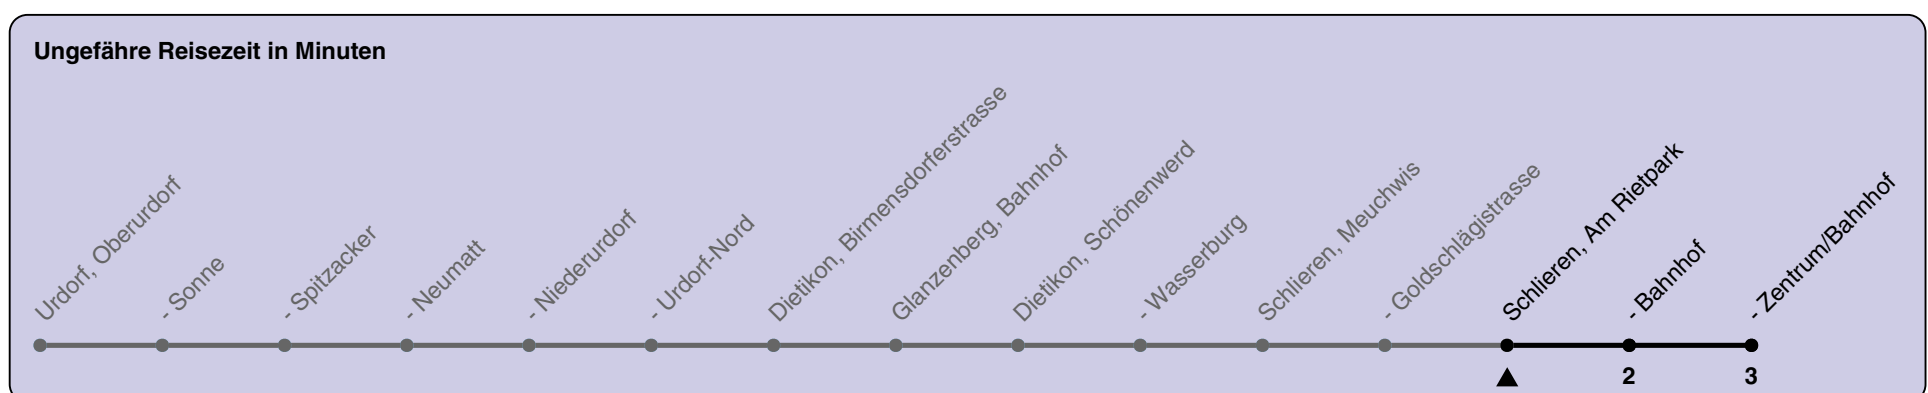 Ungefähre Reisezeit in Minuten
Urdorf, Oberurdorf
- Sonne
- Spitzacker
- Neumatt
- Niederurdorf
- Urdorf-Nord
Dietikon, Birmensdorferstrasse
Glanzenberg, Bahnhof
Dietikon, Schönenwerd
- Wasserburg
Schlieren, Meuchwis
- Goldschlägistrasse
Schlieren, Am Rietpark
- Bahnhof
- Zentrum/Bahnhof
2
3